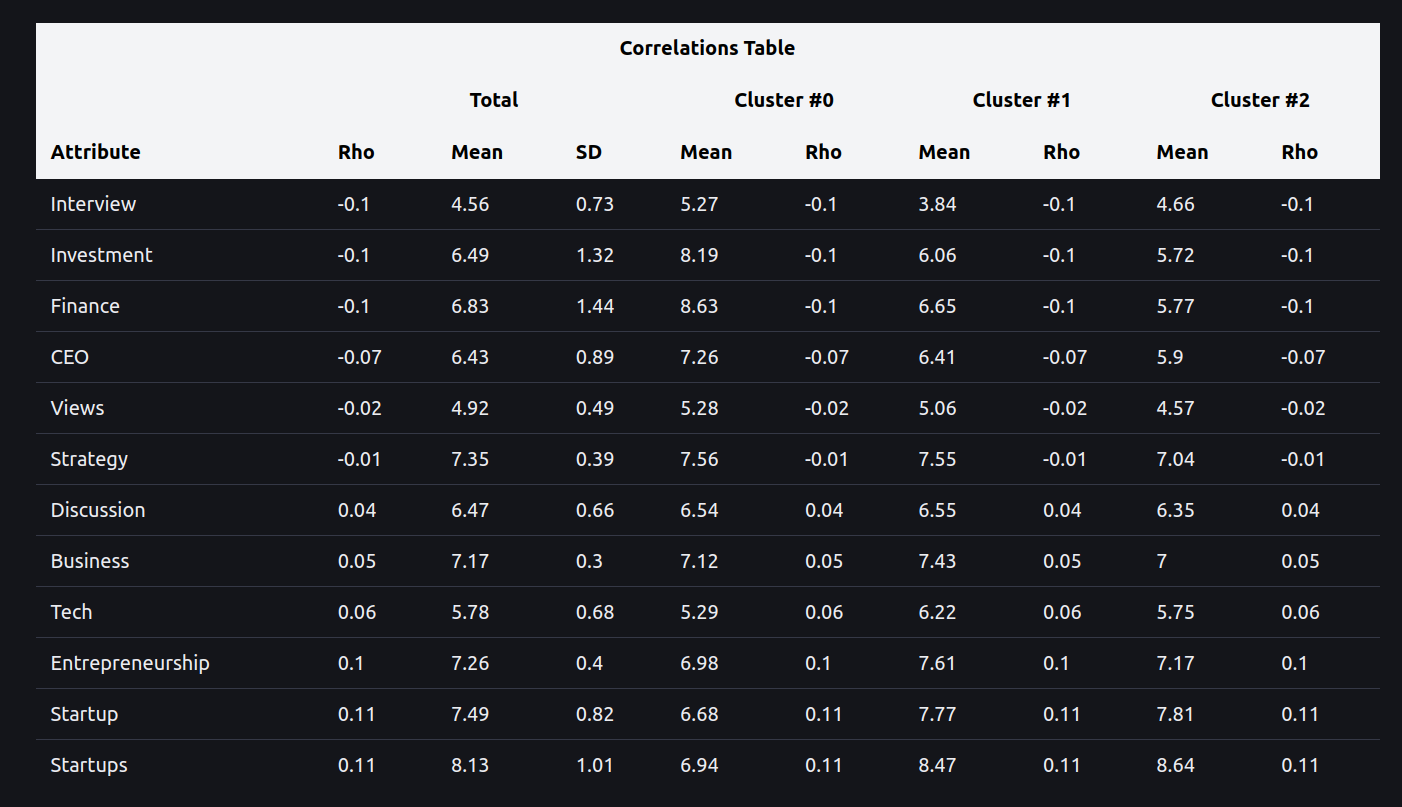 Correlations Table
Total Cluster #0 Cluster #1 Cluster #2
Attribute Rho Mean SD Mean Rho Mean Rho Mean Rho
Interview -0.1 4.56 0.73 5.27 -0.1 3.84 -0.1 4.66 -0.1
Investment -0.1 6.49 1.32 8.19 -0.1 6.06 -0.1 5.72 -0.1
Finance -0.1 6.83 1.44 8.63 -0.1 6.65 -0.1 5.77 -0.1
CEO -0.07 6.43 0.89 7.26 -0.07 6.41 -0.07 5.9 -0.07
Views -0.02 4.92 0.49 5.28 -0.02 5.06 -0.02 4.57 -0.02
Strategy -0.01 7.35 0.39 7.56 -0.01 7.55 -0.01 7.04 -0.01
Discussion 0.04 6.47 0.66 6.54 0.04 6.55 0.04 6.35 0.04
Business 0.05 7.17 0.3 7.12 0.05 7.43 0.05 7 0.05
Tech 0.06 5.78 0.68 5.29 0.06 6.22 0.06 5.75 0.06
Entrepreneurship 0.1 7.26 0.4 6.98 0.1 7.61 0.1 7.17 0.1
Startup 0.11 7.49 0.82 6.68 0.11 7.77 0.11 7.81 0.11
Startups 0.11 8.13 1.01 6.94 0.11 8.47 0.11 8.64 0.11